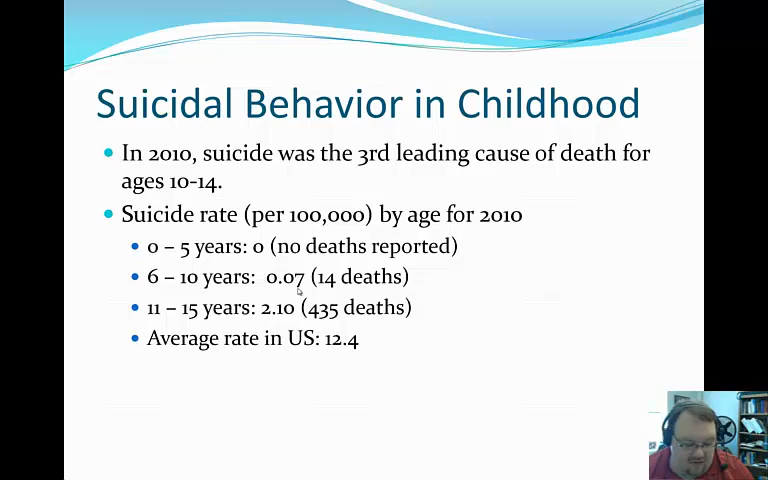 Suicidal Behavior in Childhood
• In 2010, suicide was the 3rd leading cause of death for
ages 10-14.
• Suicide rate (per 100,000) by age for 2010
• 0 – 5 years: 0 (no deaths reported)
• 6 – 10 years:  0.07 (14 deaths)
• 11 – 15 years: 2.10 (435 deaths)
• Average rate in US: 12.4